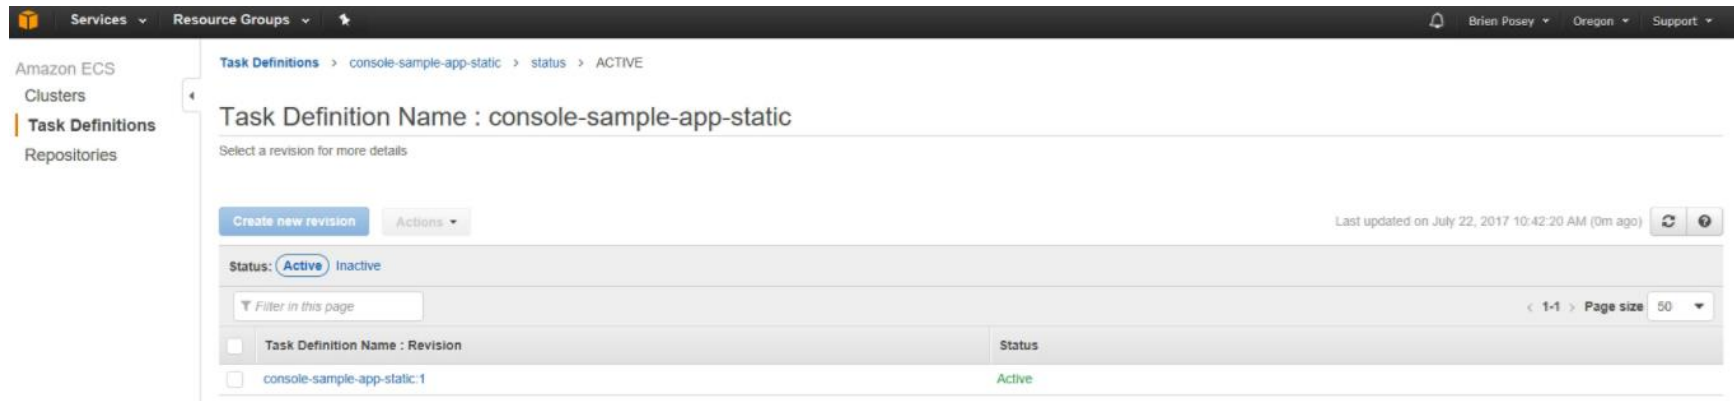 Services Resource Groups Brien Posey Oregon Support
Amazon ECS
Clusters
Task Definitions
Repositories
Task Definitions > console-sample-app-static > status > ACTIVE
Task Definition Name : console-sample-app-static
Select a revision for more details
Create new revision Actions Last updated on July 22, 2017 10:42:20 AM (0m ago)
Status: Active Inactive
Filter in this page < 1-1 > Page size 50
Task Definition Name : Revision Status
console-sample-app-static:1 Active